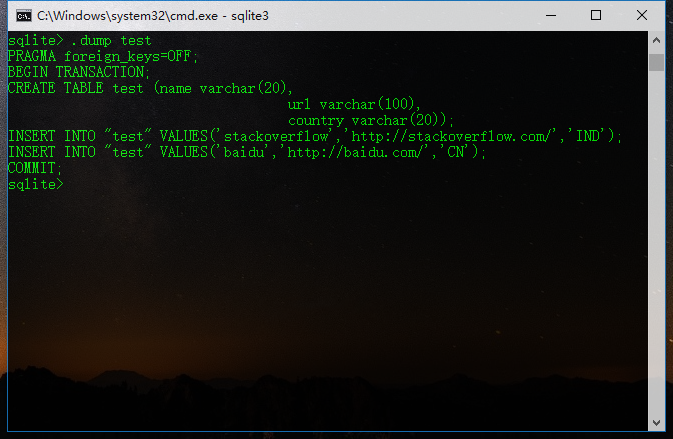 C:\Windows\system32\cmd.exe - sqlite3
sqlite> .dump test
PRAGMA foreign_keys=OFF;
BEGIN TRANSACTION;
CREATE TABLE test (name varchar(20),
url varchar(100),
country varchar(20));
INSERT INTO "test" VALUES('stackoverflow','http://stackoverflow.com/','IND');
INSERT INTO "test" VALUES('baidu','http://baidu.com/','CN');
COMMIT;
sqlite>